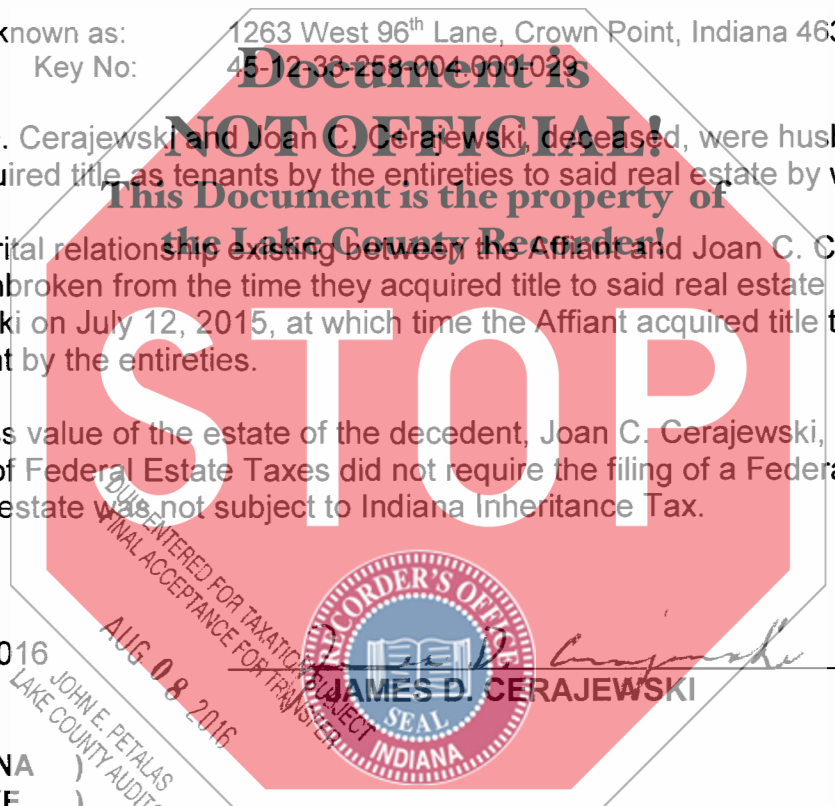 known as: 1263 West 96th Lane, Crown Point, Indiana 463
Key No: 45-12-33-258-004.000-029
Document is
NOT OFFICIAL!
. Cerajewski and Joan C. Cerajewski, deceased, were husb
uired title as tenants by the entireties to said real estate by w
This Document is the property of
the Lake County Recorder!
rital relationship existing between the Affiant and Joan C. C
nbroken from the time they acquired title to said real estate
ki on July 12, 2015, at which time the Affiant acquired title t
t by the entireties.
STOP
s value of the estate of the decedent, Joan C. Cerajewski,
of Federal Estate Taxes did not require the filing of a Federa
estate was not subject to Indiana Inheritance Tax.
DULY ENTERED FOR TAXATION SUBJECT
FINAL ACCEPTANCE FOR TRANSFER
AUG 08 2016
JOHN E. PETALAS
LAKE COUNTY AUDITO
RECORDER'S OFFICE
SEAL
INDIANA
016
James D. Cerajewski
JAMES D. CERAJEWSKI
NA )